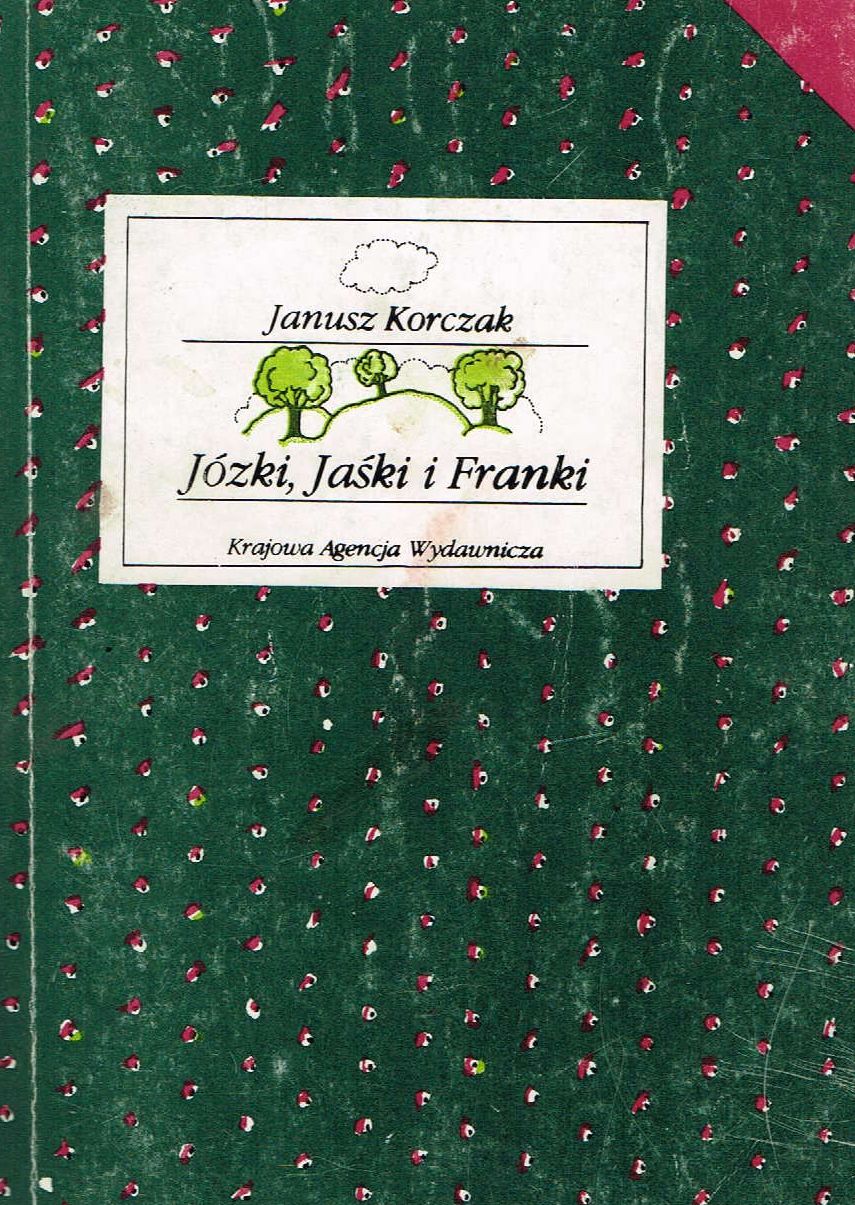 Janusz Korczak
Józki, Jaśki i Franki
Krajowa Agencja Wydawnicza